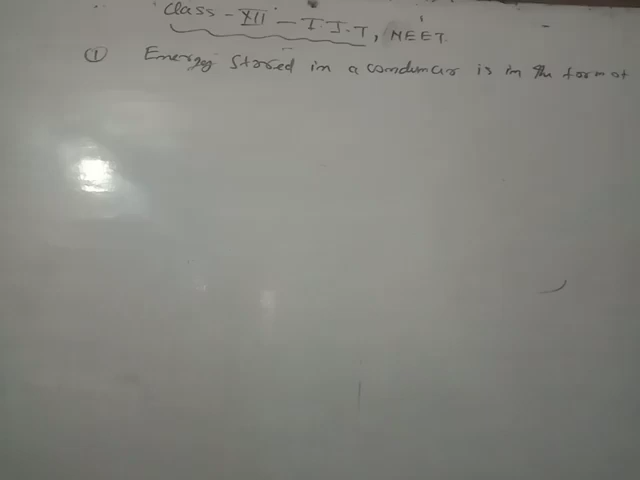 Class - XII - I.I.T, NEET
① Energy stored in a condenser is in the form of